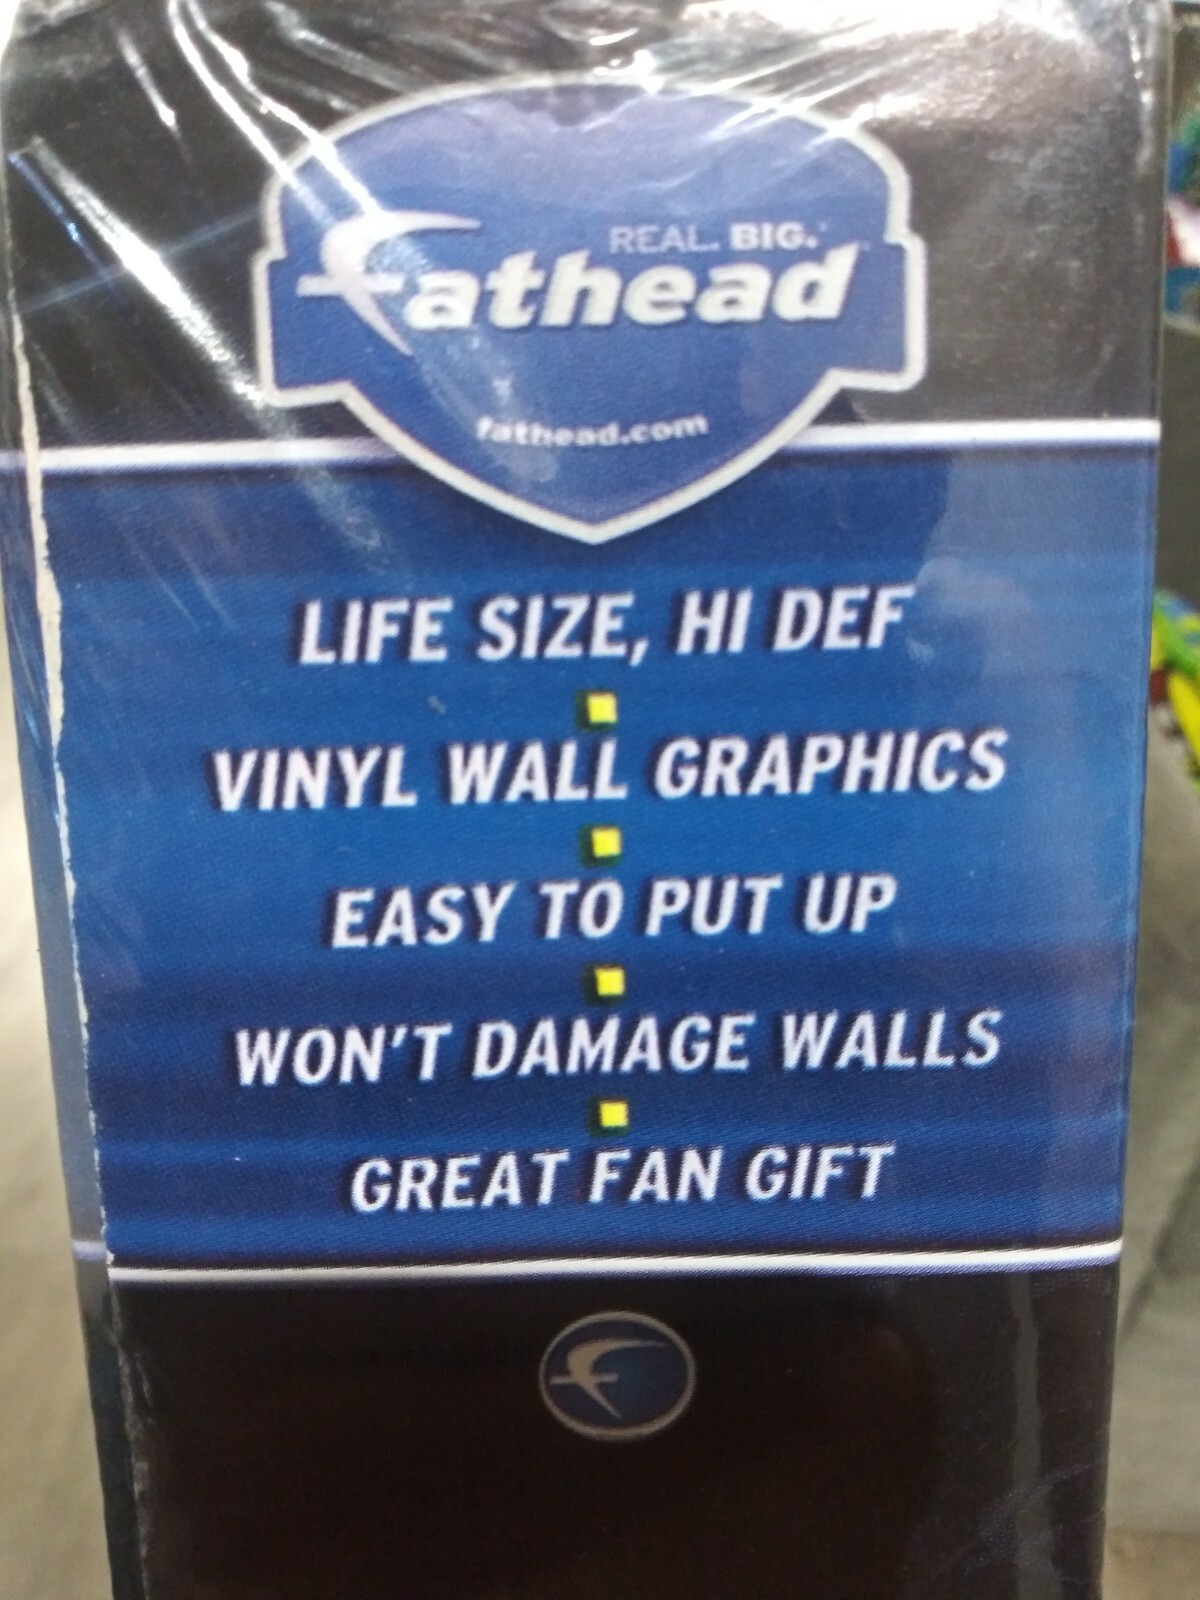 REAL. BIG.
fathead
fathead.com
LIFE SIZE, HI DEF
VINYL WALL GRAPHICS
EASY TO PUT UP
WON'T DAMAGE WALLS
GREAT FAN GIFT